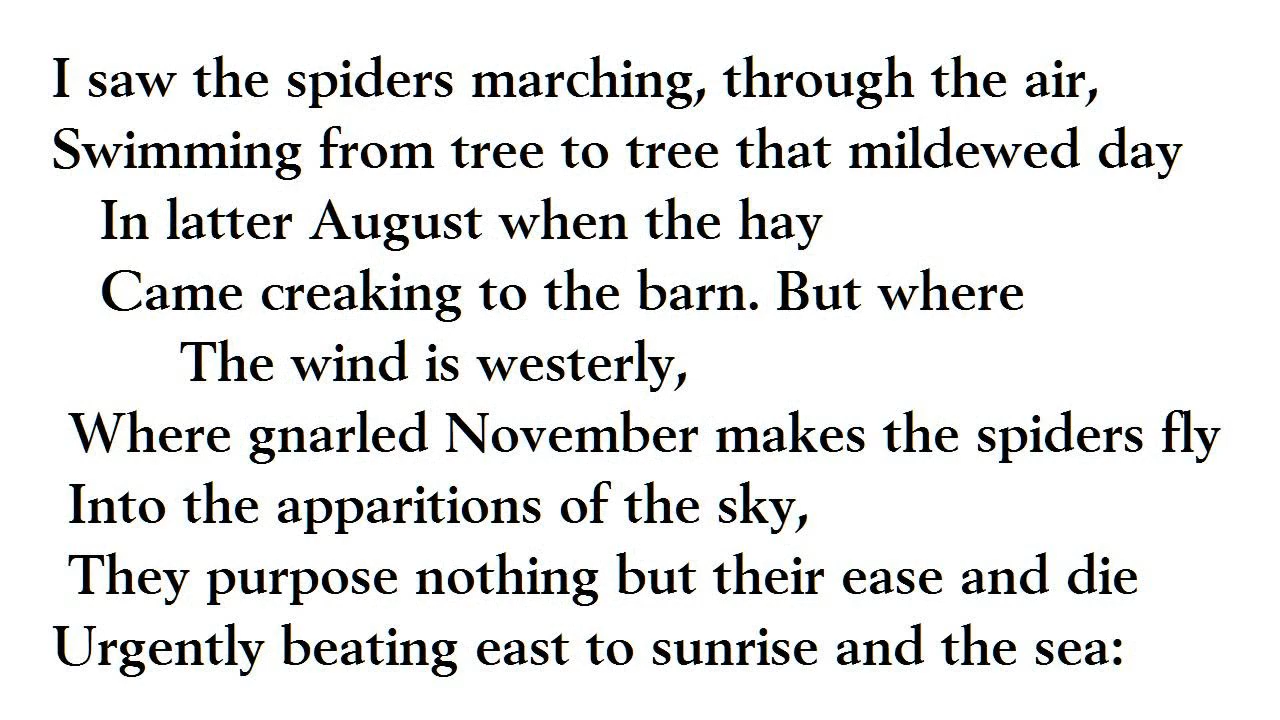 I saw the spiders marching, through the air,
Swimming from tree to tree that mildewed day
In latter August when the hay
Came creaking to the barn. But where
The wind is westerly,
Where gnarled November makes the spiders fly
Into the apparitions of the sky,
They purpose nothing but their ease and die
Urgently beating east to sunrise and the sea: